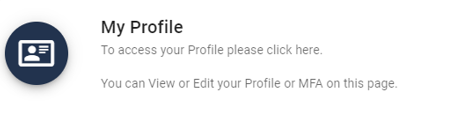 My Profile
To access your Profile please click here.
You can View or Edit your Profile or MFA on this page.